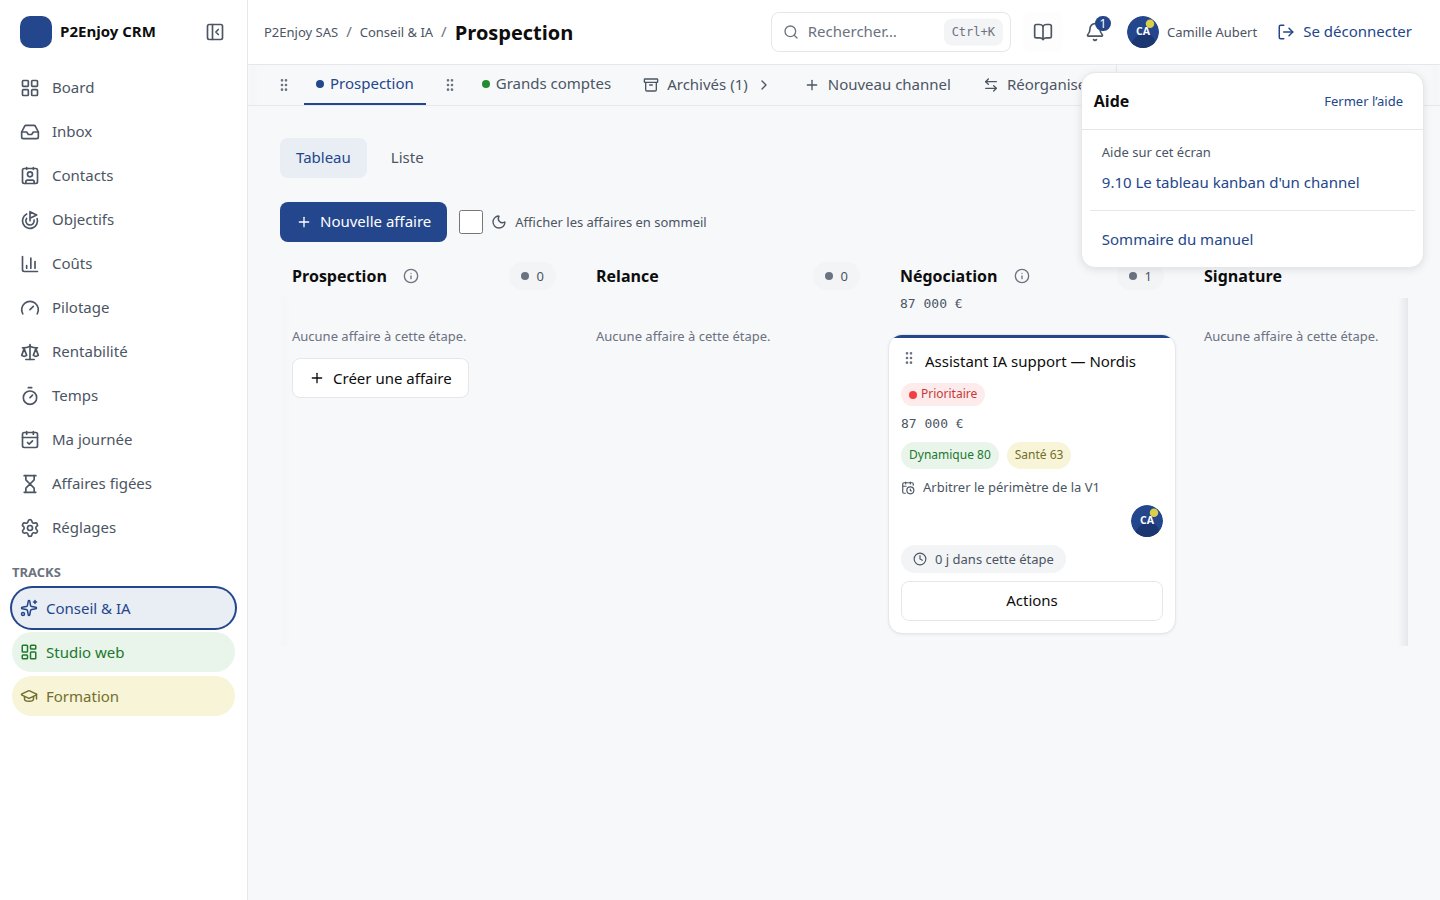 P2Enjoy CRM
Board
Inbox
Contacts
Objectifs
Coûts
Pilotage
Rentabilité
Temps
Ma journée
Affaires figées
Réglages
TRACKS
Conseil & IA
Studio web
Formation
P2Enjoy SAS / Conseil & IA / Prospection
Rechercher... Ctrl+K
1
CA Camille Aubert
Se déconnecter
Prospection
Grands comptes
Archivés (1)
Nouveau channel
Réorganise
Aide
Fermer l'aide
Aide sur cet écran
9.10 Le tableau kanban d'un channel
Sommaire du manuel
Tableau
Liste
Nouvelle affaire
Afficher les affaires en sommeil
Prospection 0
Aucune affaire à cette étape.
Créer une affaire
Relance 0
Aucune affaire à cette étape.
Négociation 1
87 000 €
Assistant IA support — Nordis
Prioritaire
87 000 €
Dynamique 80 Santé 63
Arbitrer le périmètre de la V1
CA
0 j dans cette étape
Actions
Signature
Aucune affaire à cette étape.